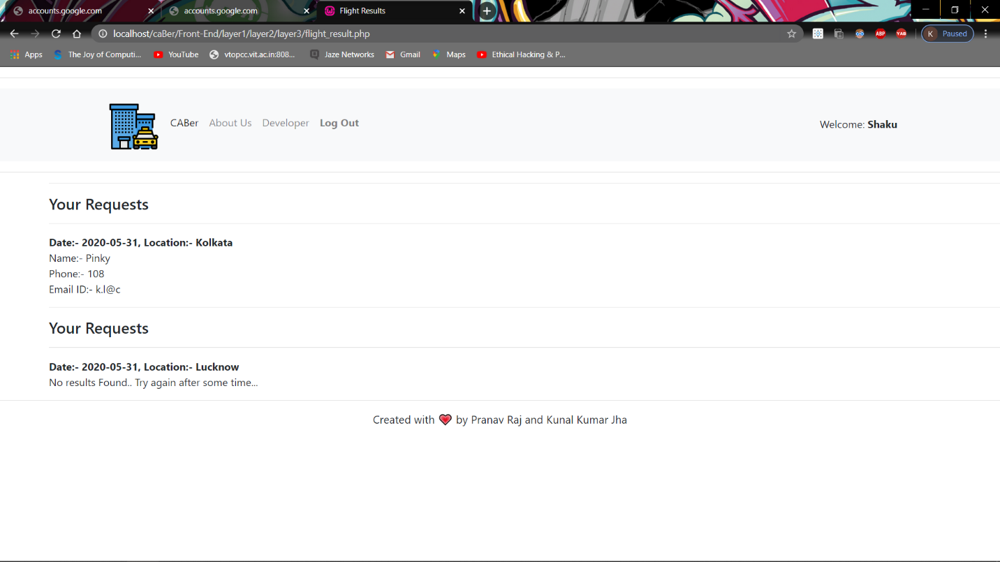 accounts.google.com accounts.google.com Flight Results
localhost/caBer/Front-End/layer1/layer2/layer3/flight_result.php ABP YAB K Paused
Apps The Joy of Computi... YouTube vtopcc.vit.ac.in:808... Jaze Networks Gmail Maps Ethical Hacking & P...
CABer About Us Developer Log Out Welcome: Shaku
Your Requests
Date:- 2020-05-31, Location:- Kolkata
Name:- Pinky
Phone:- 108
Email ID:- k.l@c
Your Requests
Date:- 2020-05-31, Location:- Lucknow
No results Found.. Try again after some time...
Created with by Pranav Raj and Kunal Kumar Jha